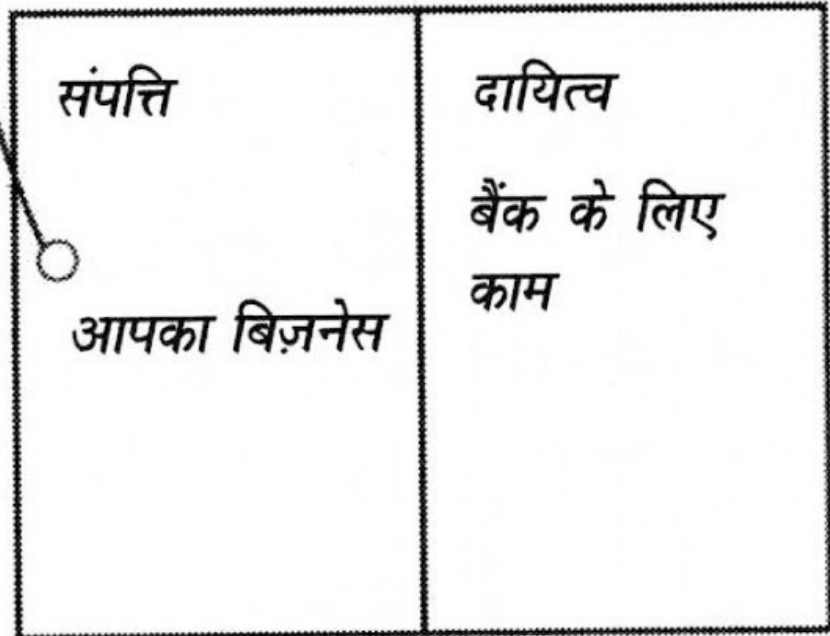 संपत्ति
आपका बिज़नेस
दायित्व
बैंक के लिए
काम